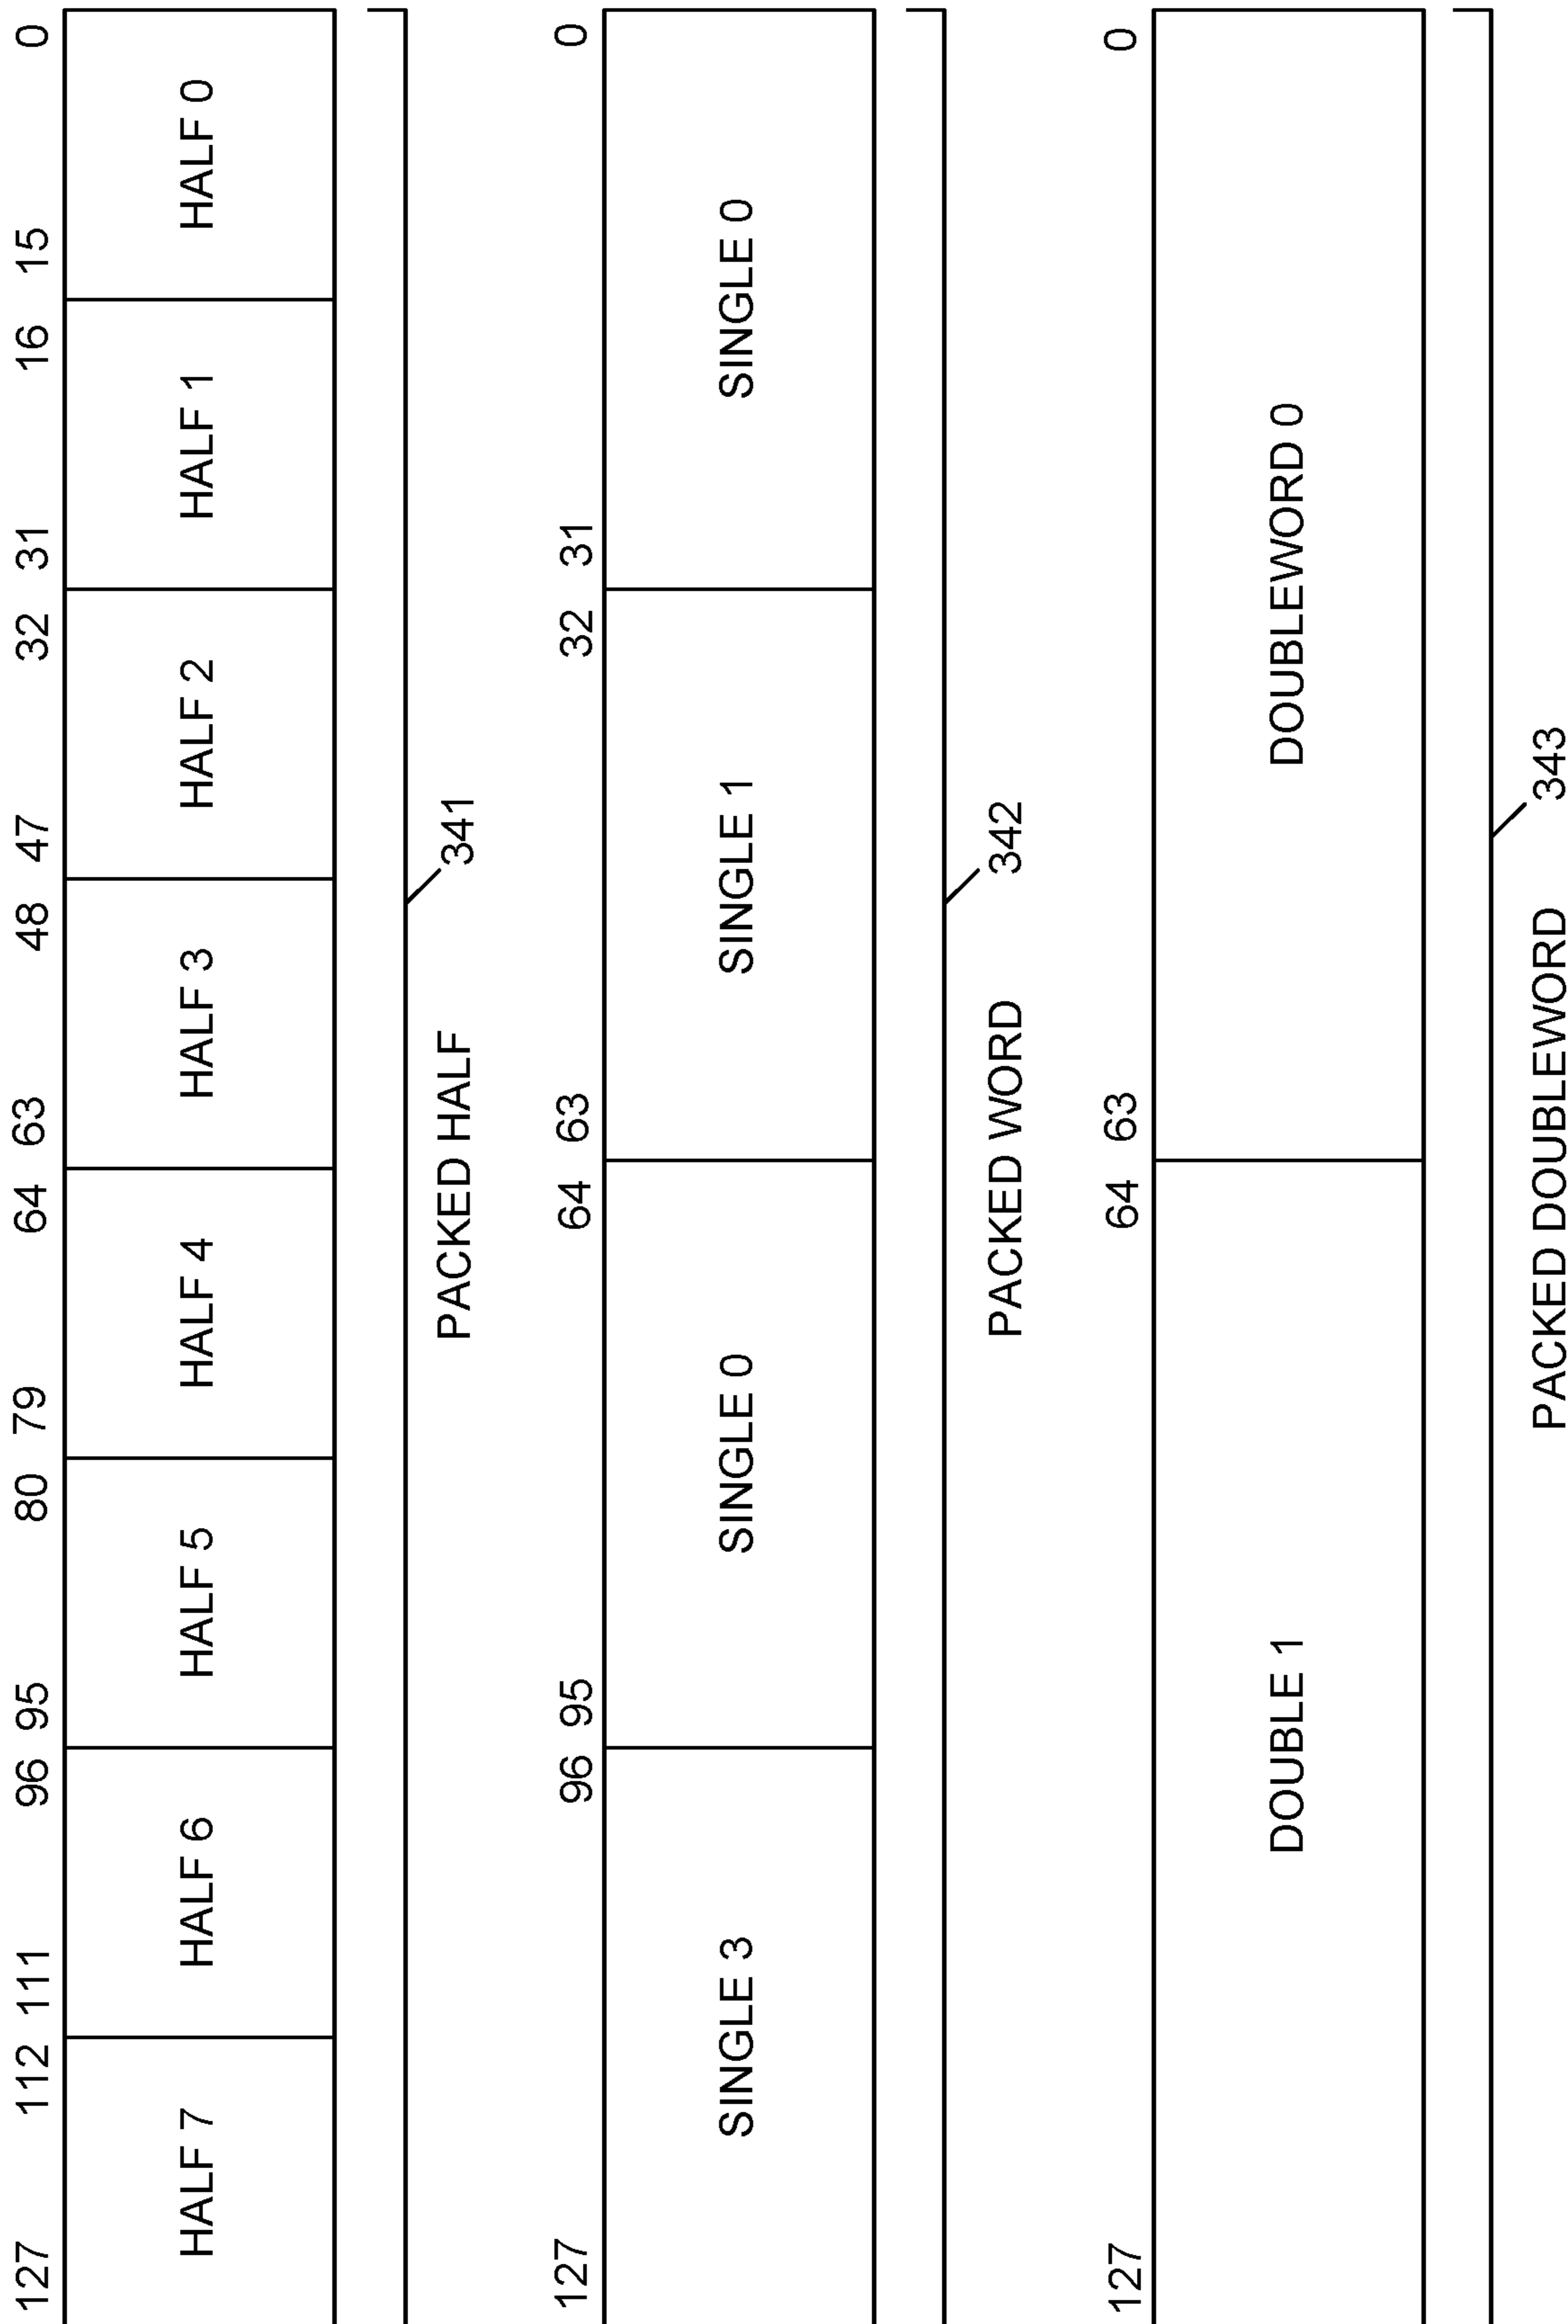 127 112 111 96 95 80 79 64 63 48 47 32 31 16 15 0
HALF 7 HALF 6 HALF 5 HALF 4 HALF 3 HALF 2 HALF 1 HALF 0
PACKED HALF 341
127 96 95 64 63 32 31 0
SINGLE 3 SINGLE 0 SINGLE 1 SINGLE 0
PACKED WORD 342
127 64 63 0
DOUBLE 1 DOUBLEWORD 0
PACKED DOUBLEWORD 343